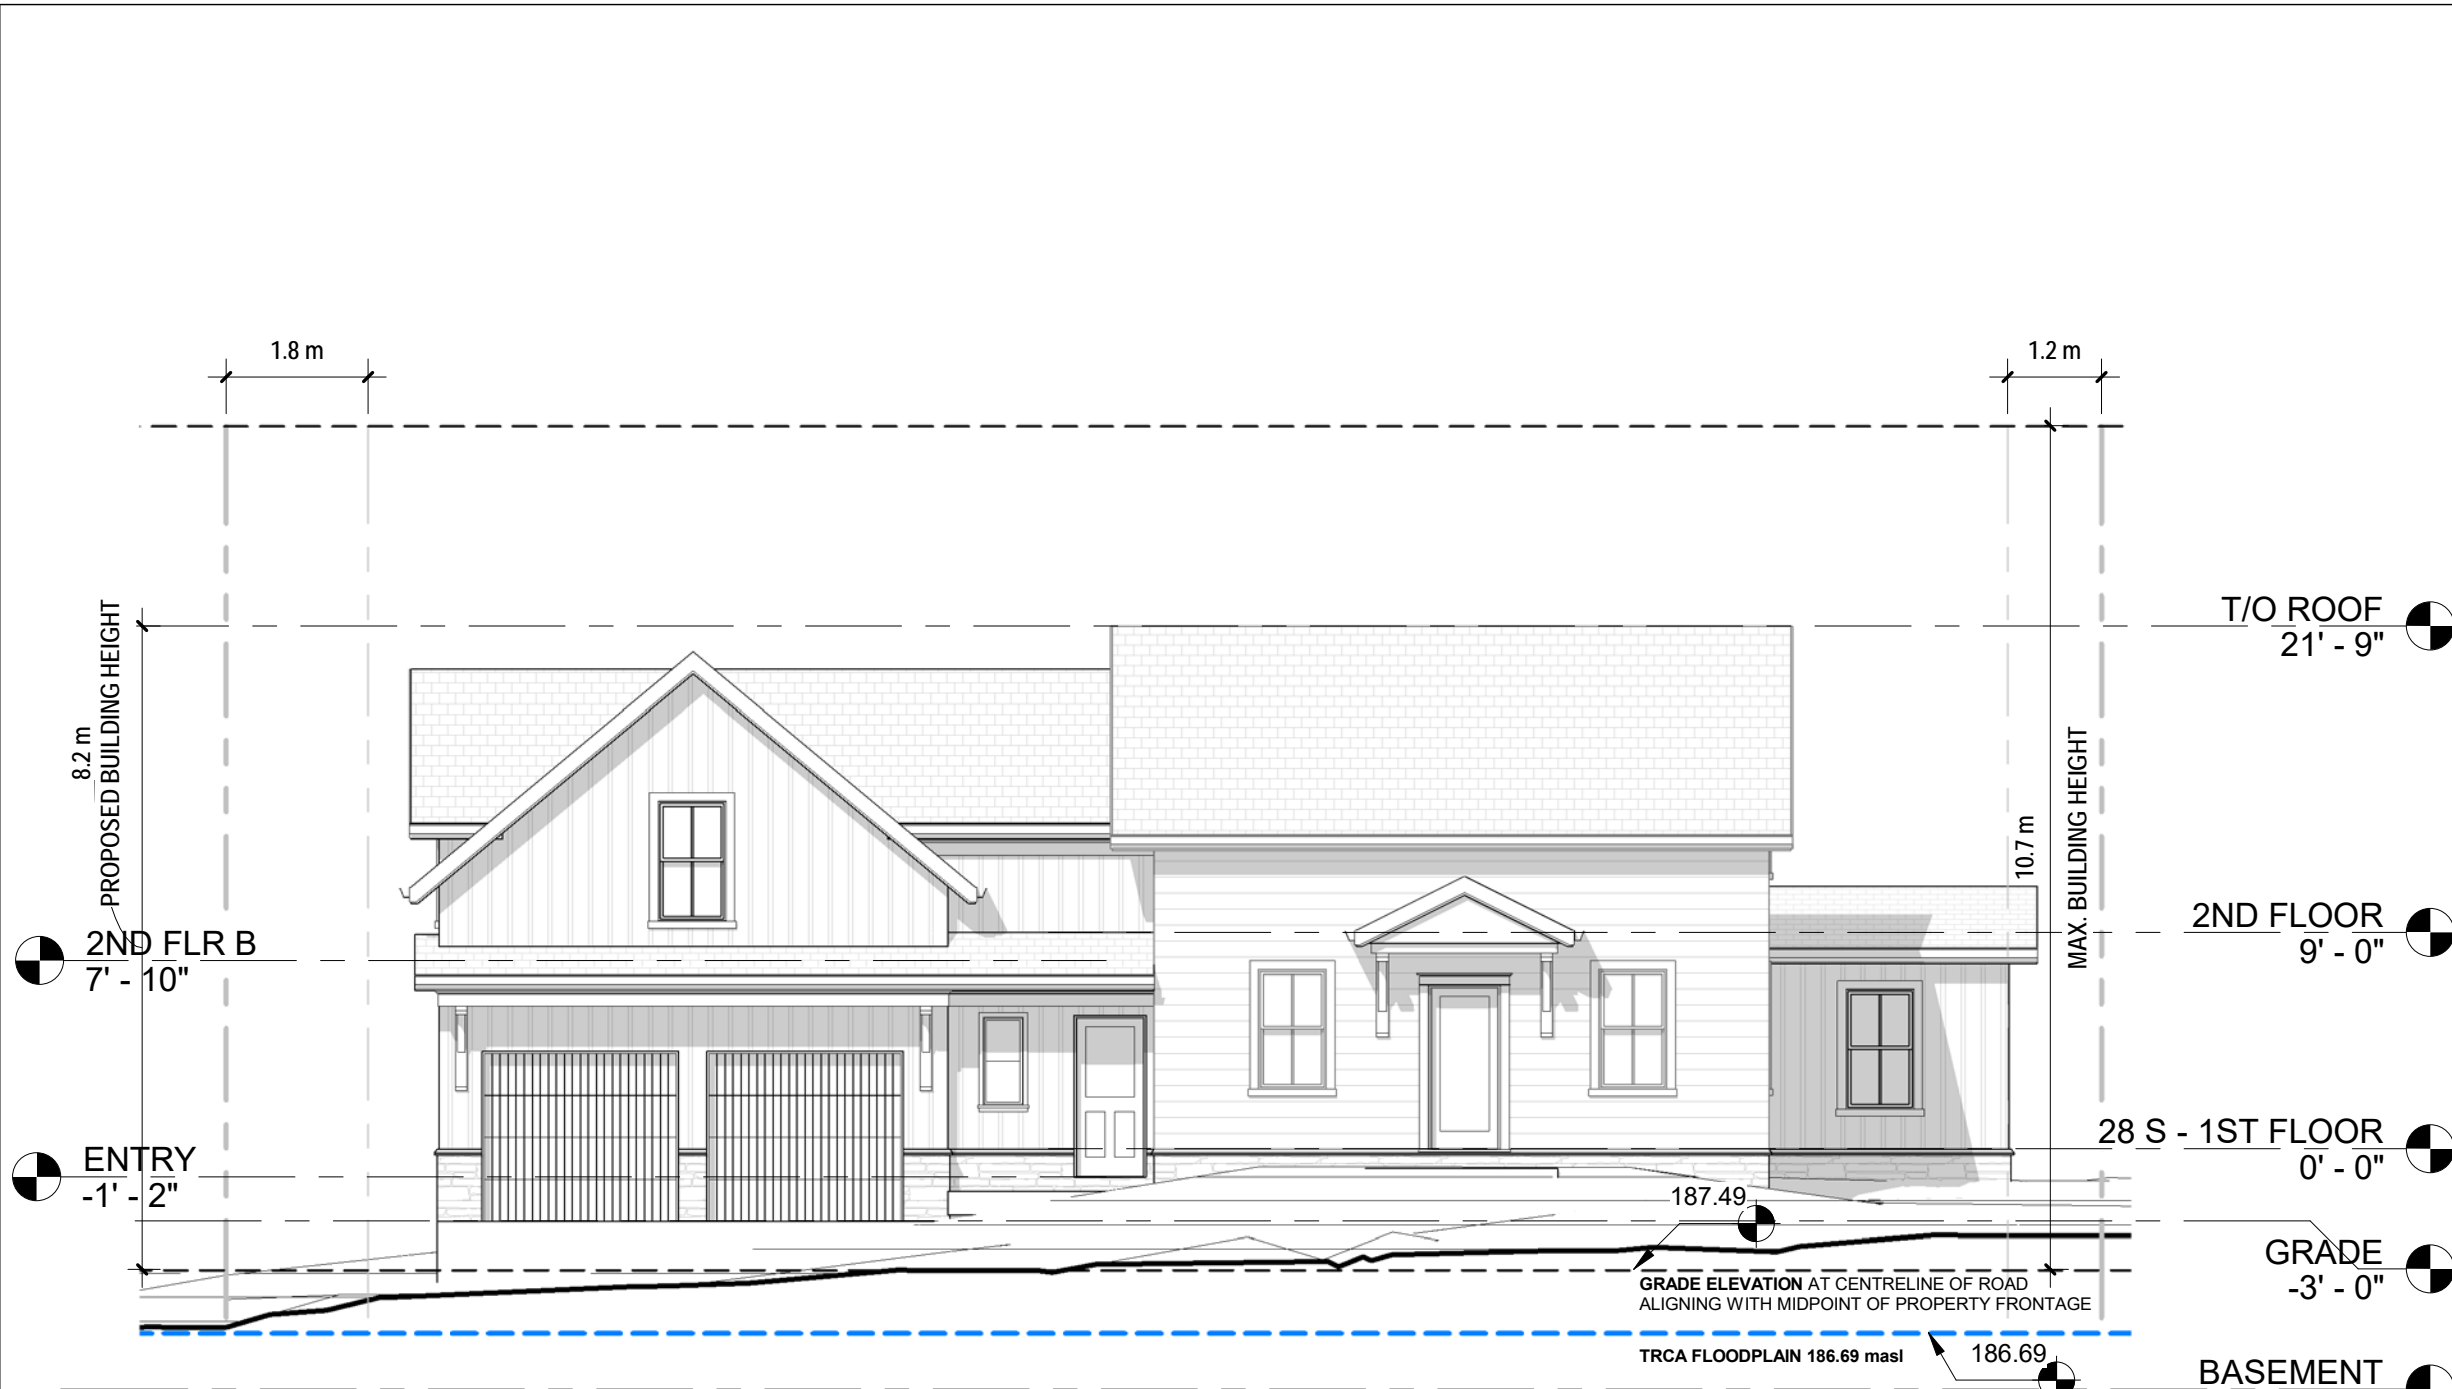 1.8 m
1.2 m
T/O ROOF
21' - 9"
8.2 m
PROPOSED BUILDING HEIGHT
10.7 m
MAX. BUILDING HEIGHT
2ND FLR B
7' - 10"
2ND FLOOR
9' - 0"
28 S - 1ST FLOOR
0' - 0"
ENTRY
-1' - 2"
187.49
GRADE
-3' - 0"
GRADE ELEVATION AT CENTRELINE OF ROAD
ALIGNING WITH MIDPOINT OF PROPERTY FRONTAGE
TRCA FLOODPLAIN 186.69 masl
186.69
BASEMENT